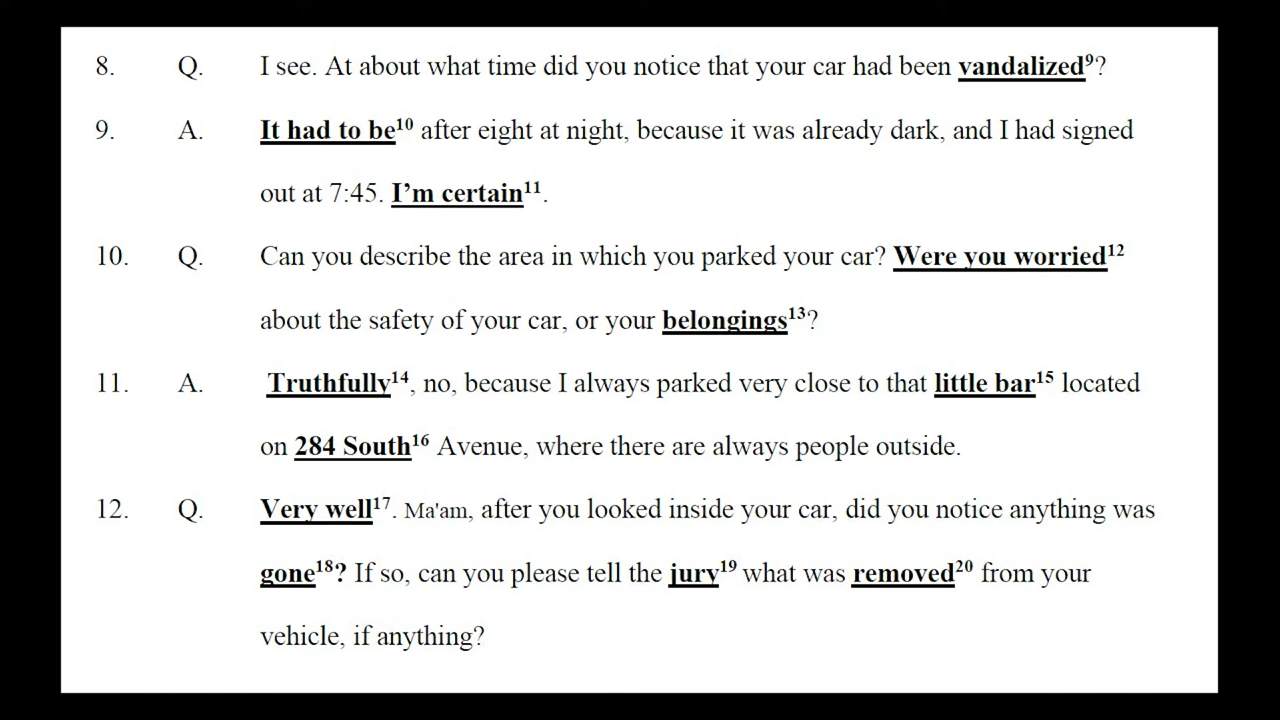 8. Q. I see. At about what time did you notice that your car had been vandalized⁹?
9. A. It had to be¹⁰ after eight at night, because it was already dark, and I had signed
out at 7:45. I’m certain¹¹.
10. Q. Can you describe the area in which you parked your car? Were you worried¹²
about the safety of your car, or your belongings¹³?
11. A. Truthfully¹⁴, no, because I always parked very close to that little bar¹⁵ located
on 284 South¹⁶ Avenue, where there are always people outside.
12. Q. Very well¹⁷. Ma'am, after you looked inside your car, did you notice anything was
gone¹⁸? If so, can you please tell the jury¹⁹ what was removed²⁰ from your
vehicle, if anything?